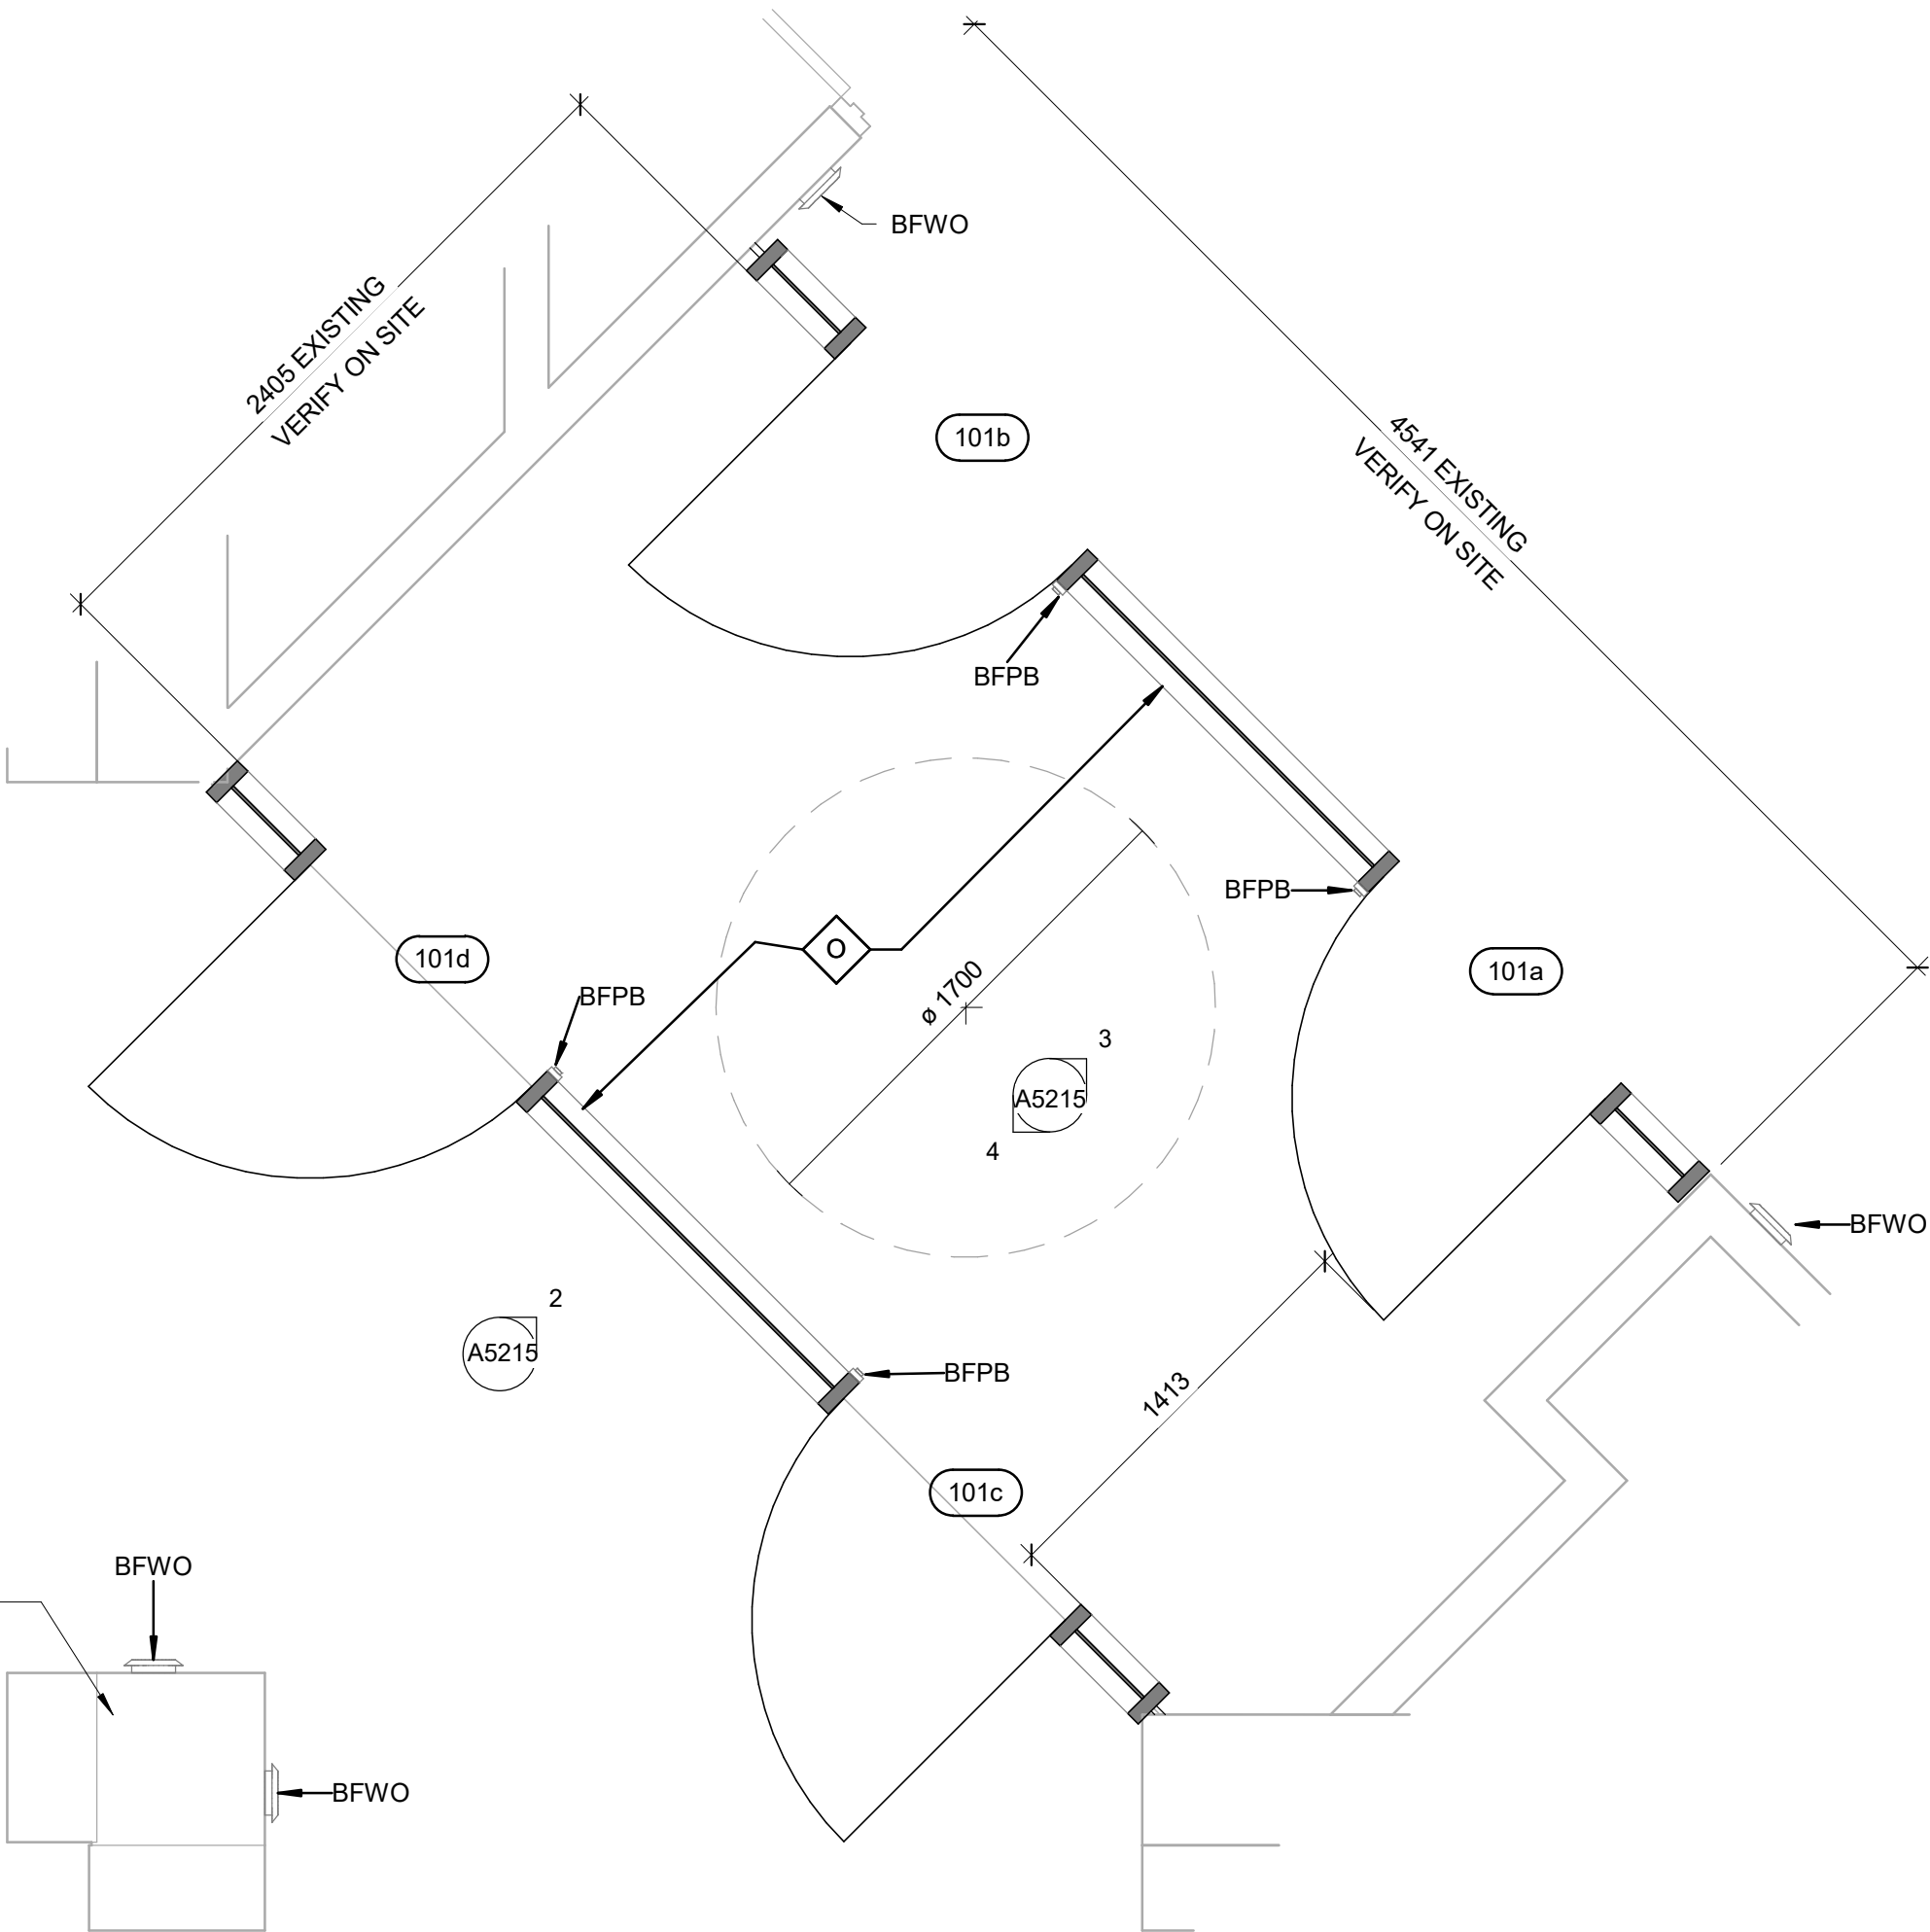 BFWO
2405 EXISTING
VERIFY ON SITE
101b
4541 EXISTING
VERIFY ON SITE
BFPB
BFPB
101d
O
101a
BFPB
ø 1700
3
A5215
4
BFWO
2
A5215
BFPB
1413
101c
BFWO
BFWO